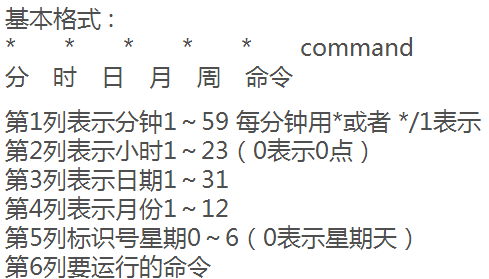 基本格式 :
* * * * * command
分 时 日 月 周 命令
第1列表示分钟1～59 每分钟用*或者 */1表示
第2列表示小时1～23（0表示0点）
第3列表示日期1～31
第4列表示月份1～12
第5列标识号星期0～6（0表示星期天）
第6列要运行的命令